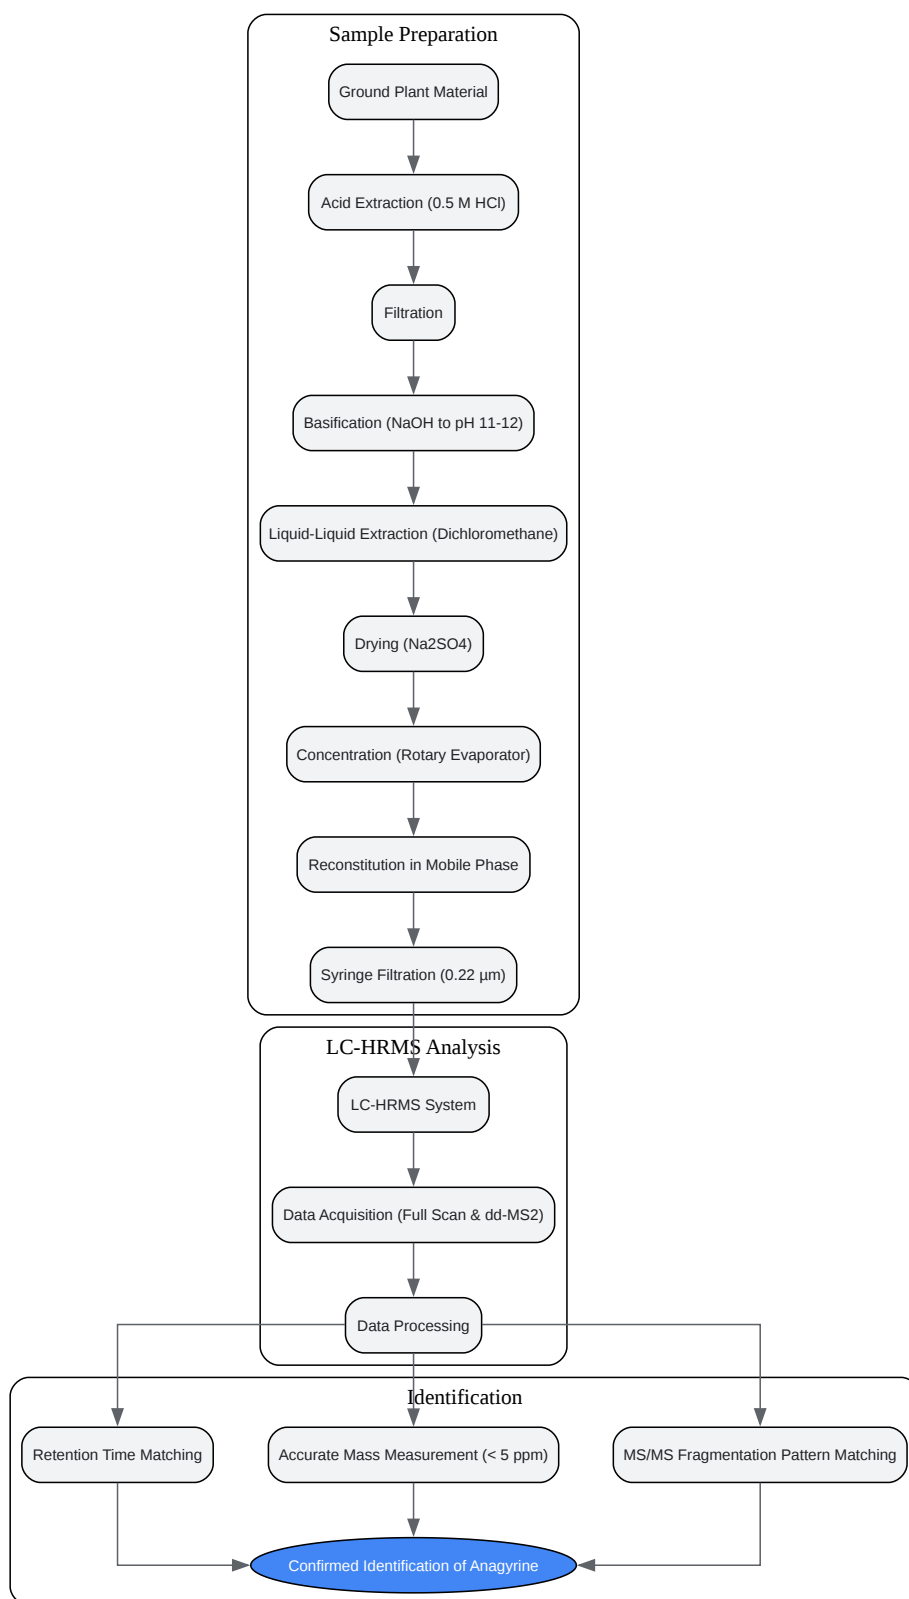 Sample Preparation
Ground Plant Material
Acid Extraction (0.5 M HCl)
Filtration
Basification (NaOH to pH 11-12)
Liquid-Liquid Extraction (Dichloromethane)
Drying (Na2SO4)
Concentration (Rotary Evaporator)
Reconstitution in Mobile Phase
Syringe Filtration (0.22 µm)
LC-HRMS Analysis
LC-HRMS System
Data Acquisition (Full Scan & dd-MS2)
Data Processing
Identification
Retention Time Matching
Accurate Mass Measurement (< 5 ppm)
MS/MS Fragmentation Pattern Matching
Confirmed Identification of Anagyrine